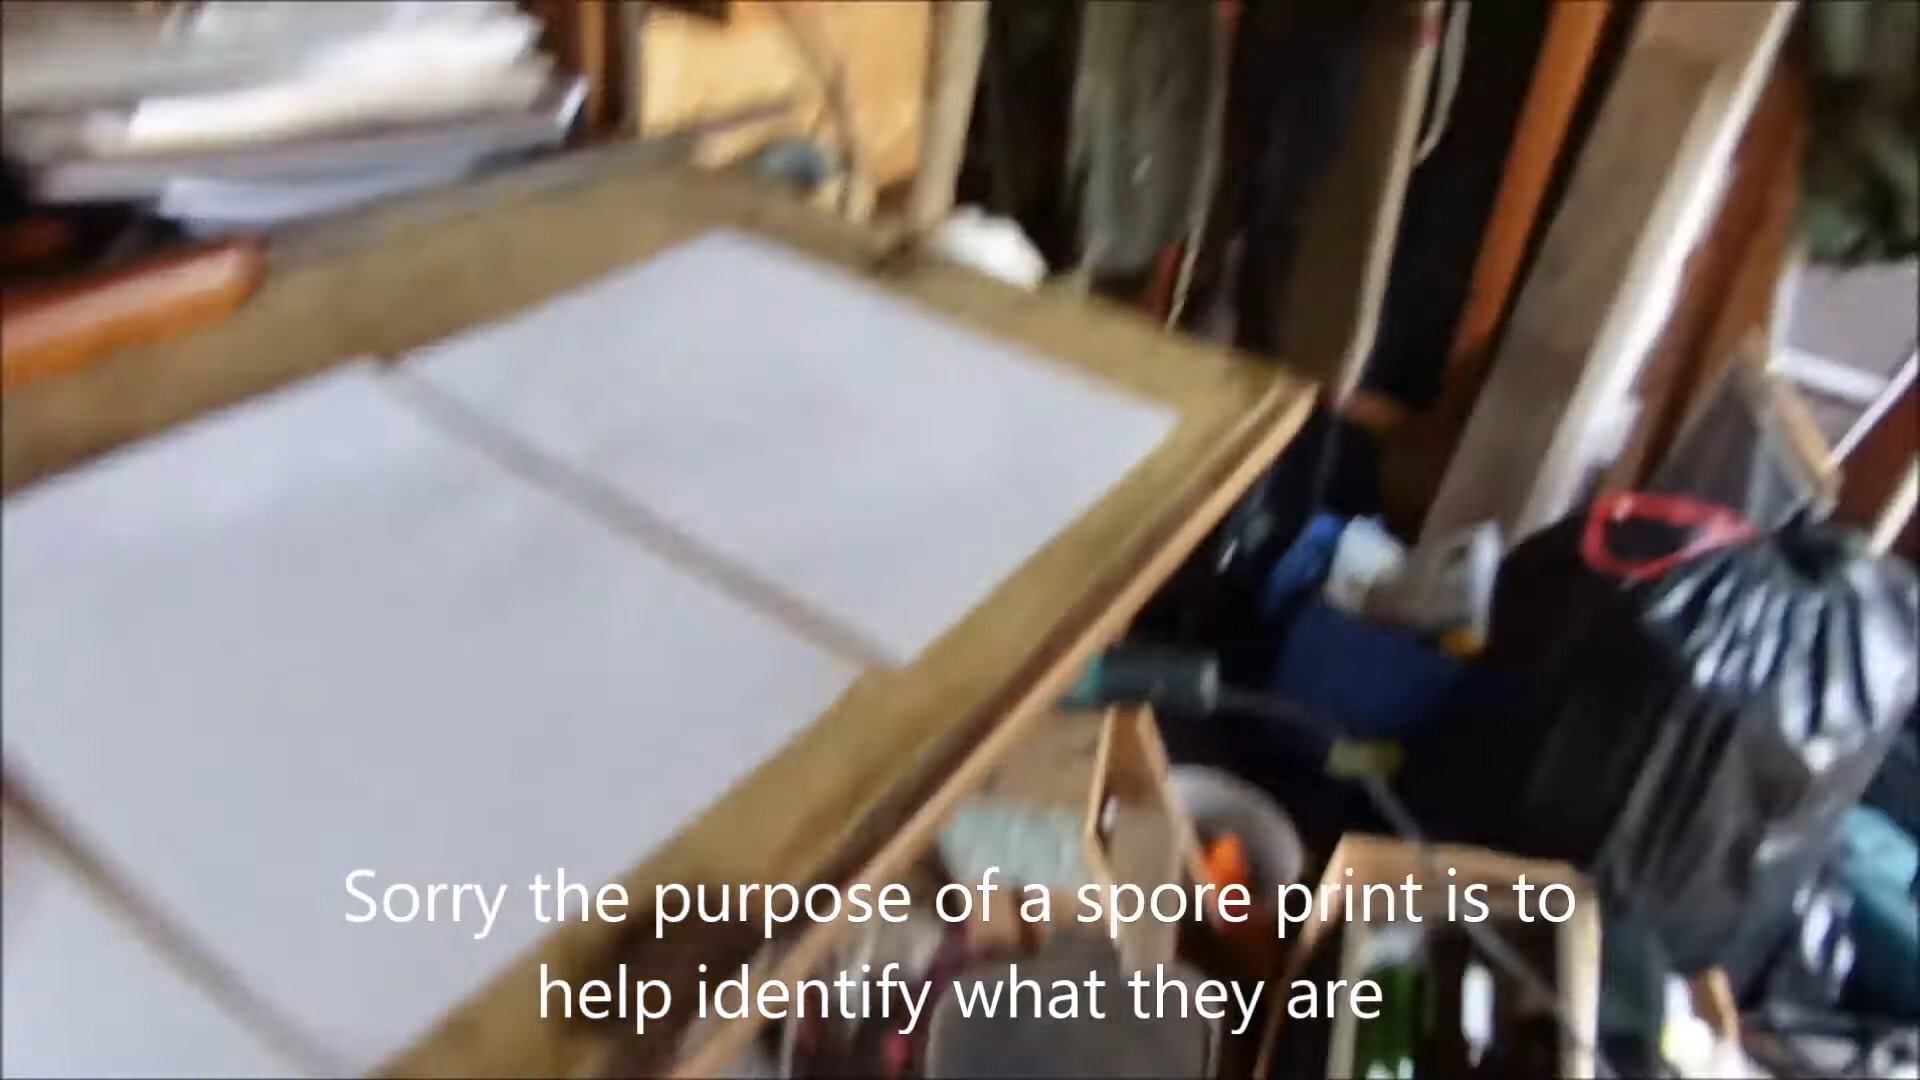 Sorry the purpose of a spore print is to
help identify what they are